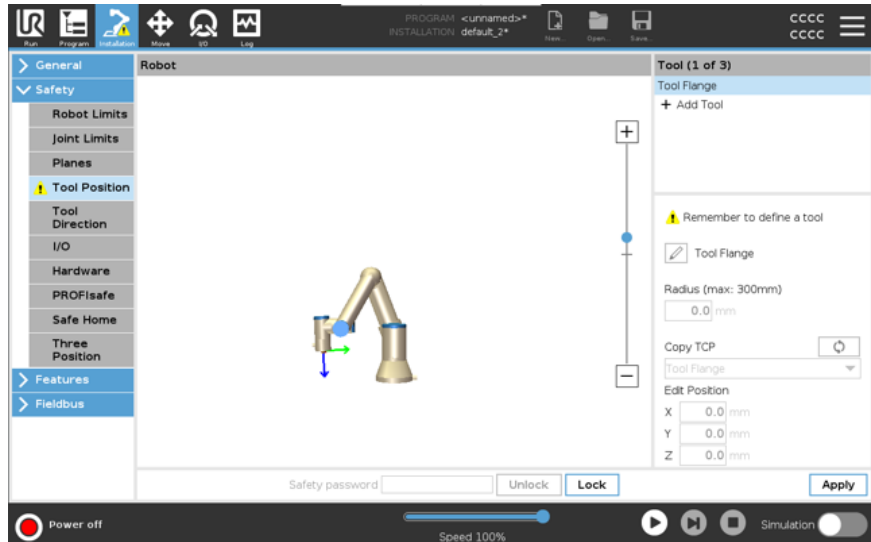 PROGRAM <unnamed>*
INSTALLATION default_2*
UR
Run
Program
Installation
Move
I/O
Log
New...
Open...
Save...
cccc
cccc
General
Safety
Robot Limits
Joint Limits
Planes
Tool Position
Tool
Direction
I/O
Hardware
PROFIsafe
Safe Home
Three
Position
Features
Fieldbus
Robot
Tool (1 of 3)
Tool Flange
+ Add Tool
Remember to define a tool
Tool Flange
Radius (max: 300mm)
0.0 mm
Copy TCP
Tool Flange
Edit Position
X 0.0 mm
Y 0.0 mm
Z 0.0 mm
Safety password
Unlock
Lock
Apply
Power off
Speed 100%
Simulation